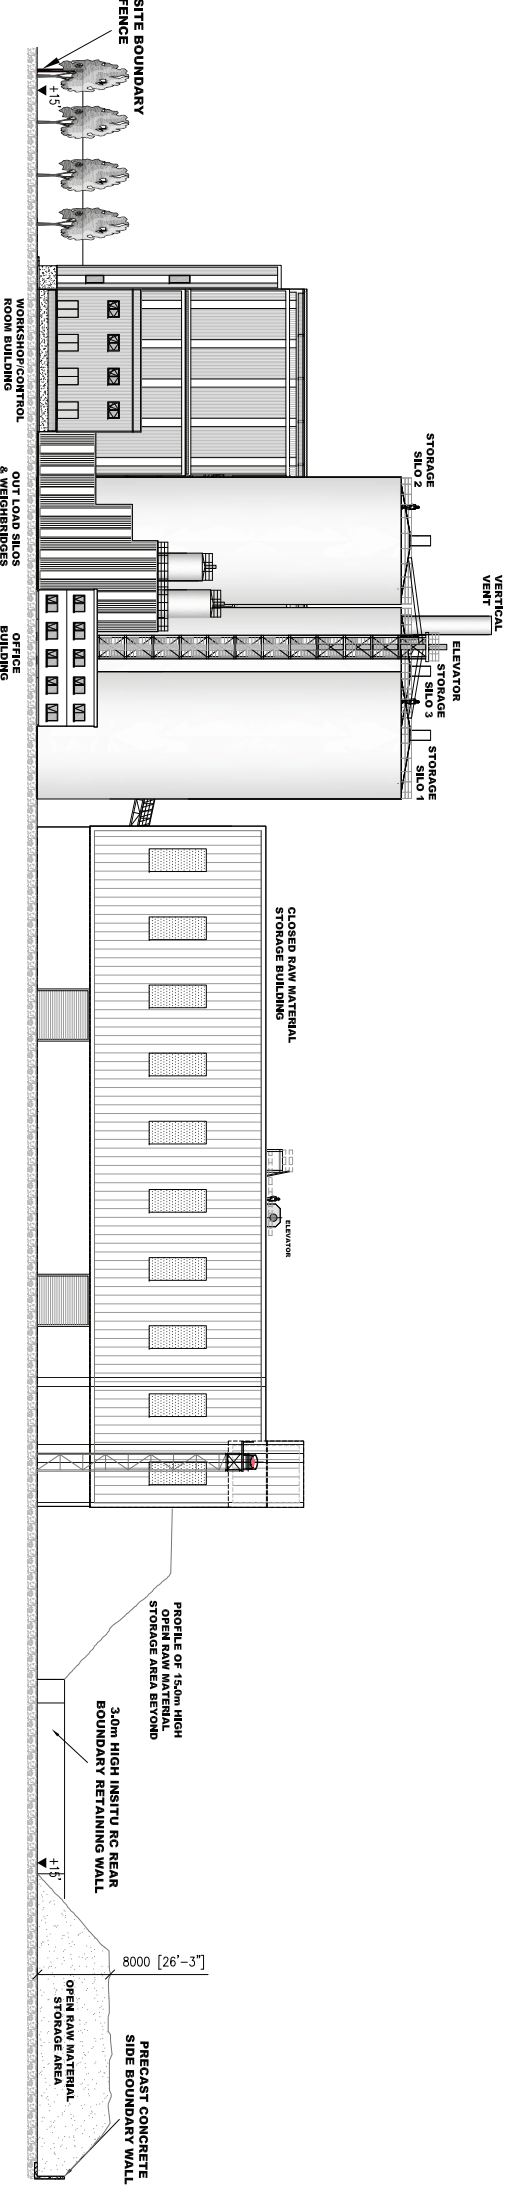 SITE BOUNDARY
FENCE
+15'
WORKSHOP/CONTROL
ROOM BUILDING
OUT LOAD SILOS
& WEIGHBRIDGES
OFFICE
BUILDING
STORAGE
SILO 2
VERTICAL
VENT
ELEVATOR
STORAGE
SILO 3
STORAGE
SILO 1
CLOSED RAW MATERIAL
STORAGE BUILDING
ELEVATOR
PROFILE OF 15.0m HIGH
OPEN RAW MATERIAL
STORAGE AREA BEYOND
3.0m HIGH INSITU RC REAR
BOUNDARY RETAINING WALL
+15'
8000 [26'-3"]
OPEN RAW MATERIAL
STORAGE AREA
PRECAST CONCRETE
SIDE BOUNDARY WALL